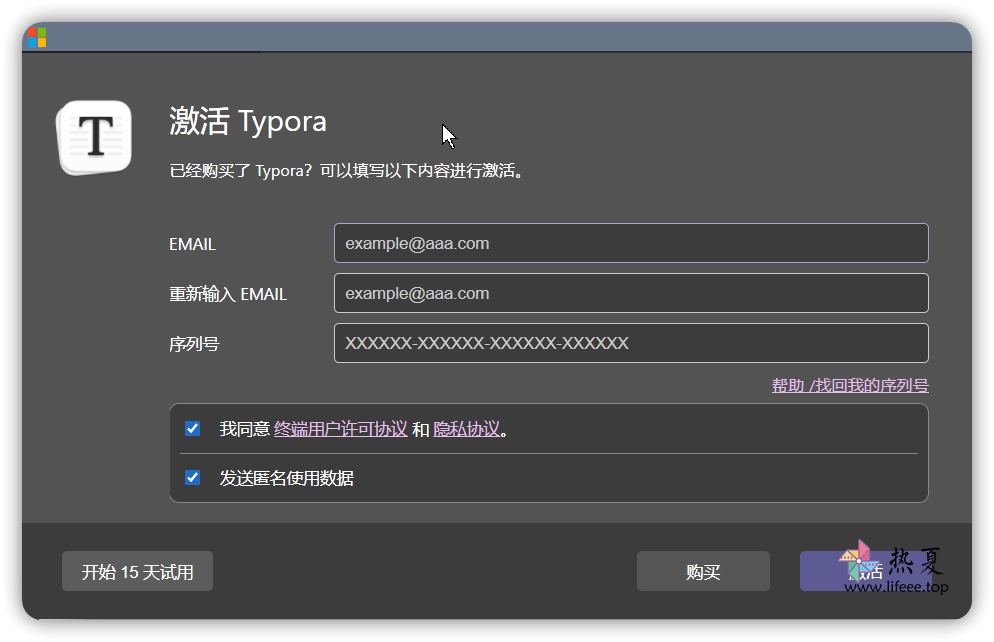 T
激活 Typora
已经购买了 Typora？可以填写以下内容进行激活。
EMAIL
example@aaa.com
重新输入 EMAIL
example@aaa.com
序列号
XXXXXX-XXXXXX-XXXXXX-XXXXXX
帮助 /找回我的序列号
我同意 终端用户许可协议 和 隐私协议。
发送匿名使用数据
开始 15 天试用
购买
激活
热夏
www.lifeee.top